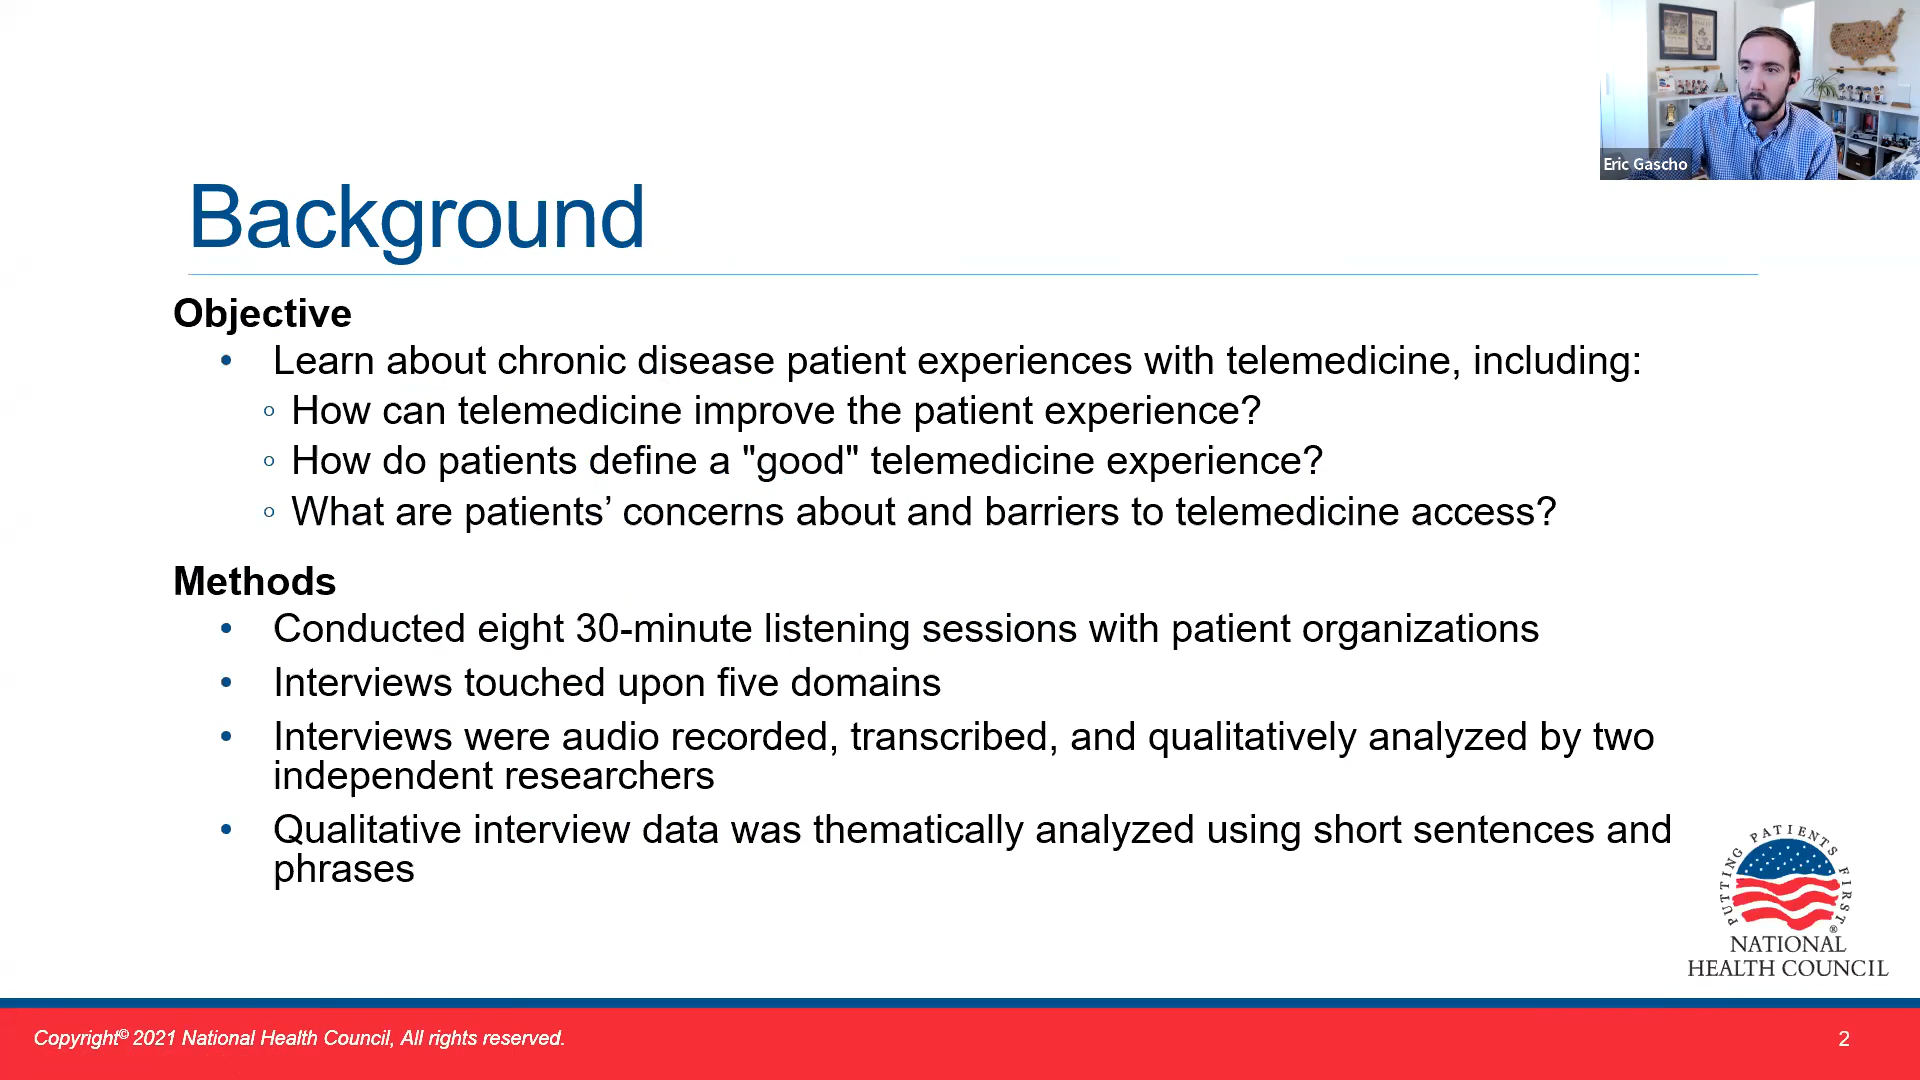 Eric Gascho
Background
Objective
• Learn about chronic disease patient experiences with telemedicine, including:
◦ How can telemedicine improve the patient experience?
◦ How do patients define a "good" telemedicine experience?
◦ What are patients’ concerns about and barriers to telemedicine access?
Methods
• Conducted eight 30-minute listening sessions with patient organizations
• Interviews touched upon five domains
• Interviews were audio recorded, transcribed, and qualitatively analyzed by two
independent researchers
• Qualitative interview data was thematically analyzed using short sentences and
phrases
PUTTING PATIENTS FIRST
®
NATIONAL
HEALTH COUNCIL
Copyright© 2021 National Health Council, All rights reserved.
2